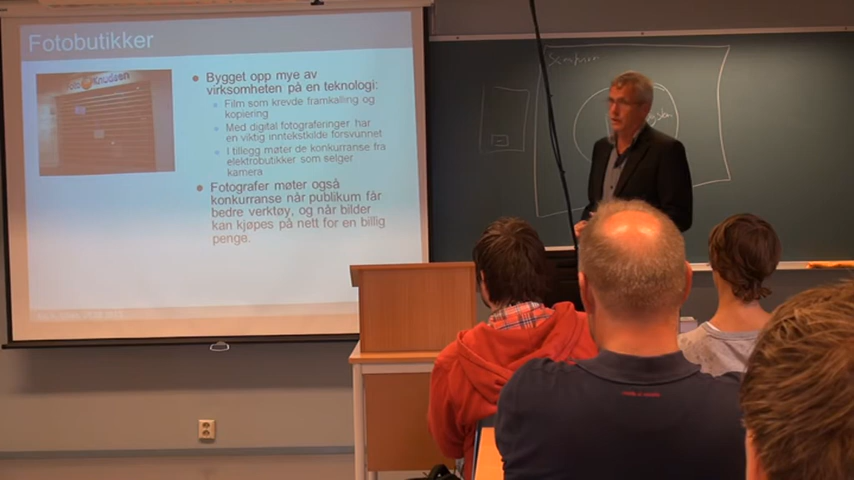 Fotobutikker
Knudsen
Bygget opp mye av
virksomheten på en teknologi:
Film som krevde framkalling og
kopiering
Med digital fotograferinger har
en viktig inntekstkilde forsvunnet
I tillegg møter de konkurranse fra
elektrobutikker som selger
kamera
Fotografer møter også
konkurranse når publikum får
bedre verktøy, og når bilder
kan kjøpes på nett for en billig
penge.